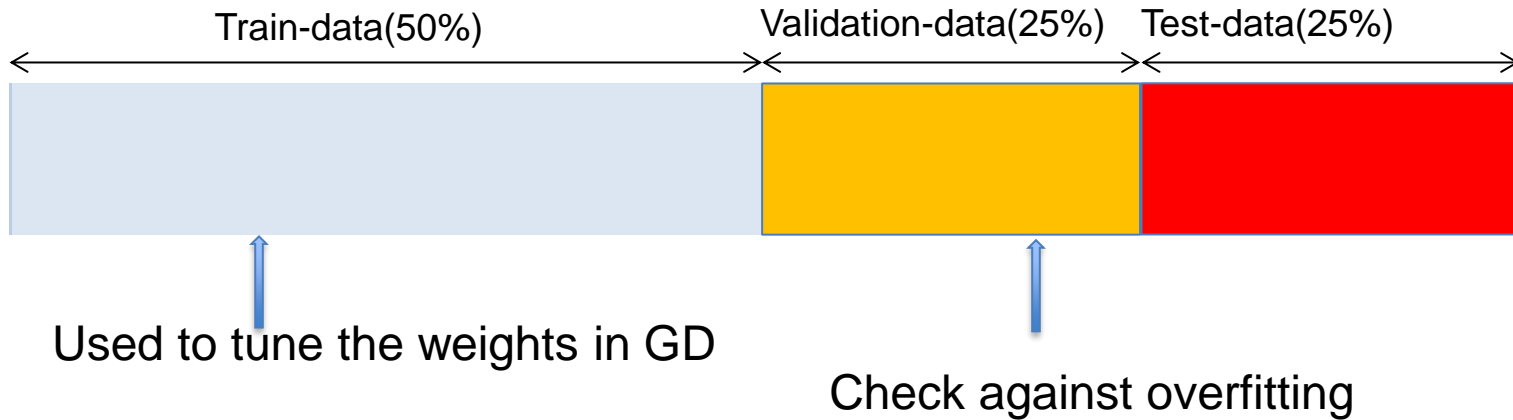 Train-data(50%)
Validation-data(25%)
Test-data(25%)
Used to tune the weights in GD
Check against overfitting